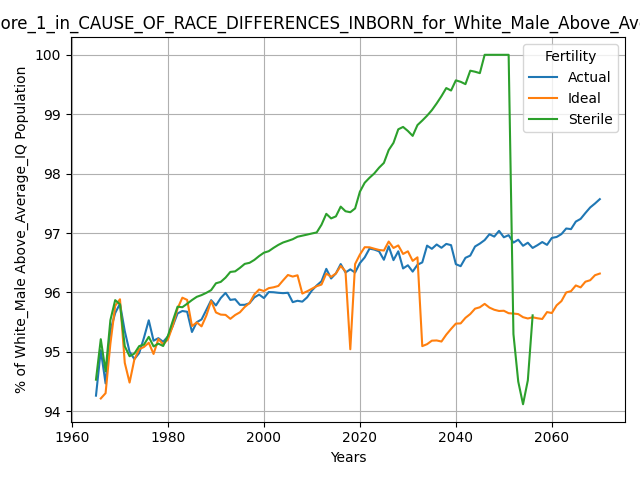 ore_1_in_CAUSE_OF_RACE_DIFFERENCES_INBORN_for_White_Male_Above_Av
% of White_Male Above_Average_IQ Population
100
99
98
97
96
95
94
1960
1980
2000
2020
2040
2060
Years
Fertility
Actual
Ideal
Sterile